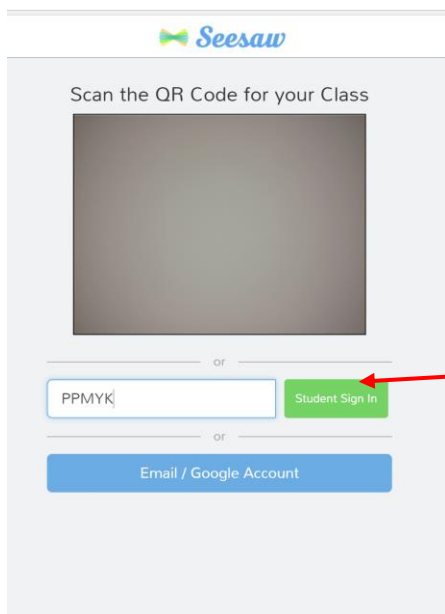 Seesaw
Scan the QR Code for your Class
or
PPMYK
Student Sign In
or
Email / Google Account